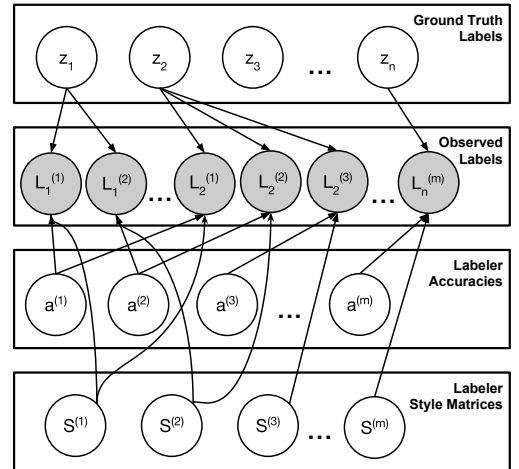 Ground Truth
Labels
z₁ z₂ z₃ ... zₙ
Observed
Labels
L₁⁽¹⁾ L₁⁽²⁾ ... L₂⁽¹⁾ L₂⁽²⁾ L₂⁽³⁾ ... Lₙ⁽ᵐ⁾
Labeler
Accuracies
a⁽¹⁾ a⁽²⁾ a⁽³⁾ ... a⁽ᵐ⁾
Labeler
Style Matrices
S⁽¹⁾ S⁽²⁾ S⁽³⁾ ... S⁽ᵐ⁾